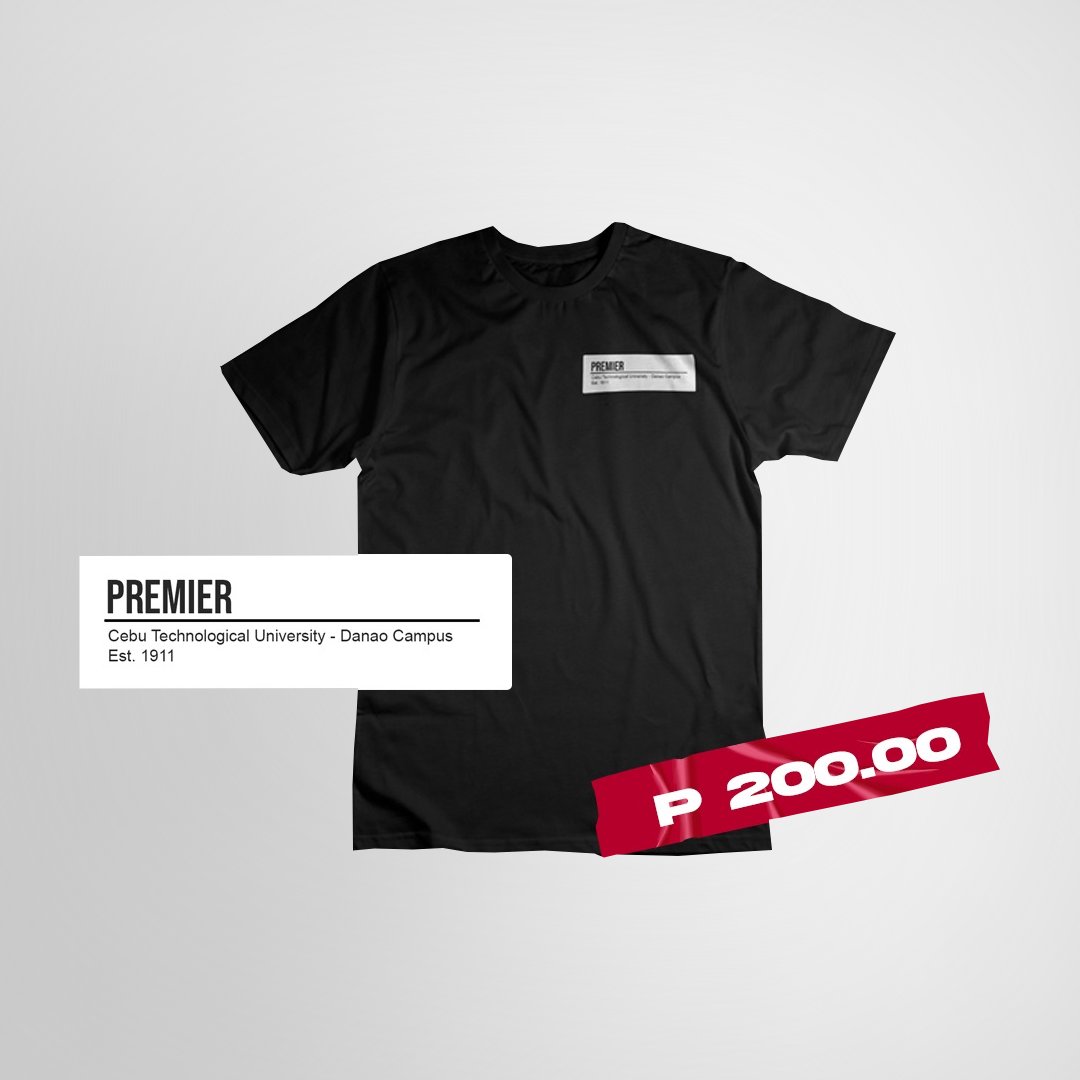 PREMIER
Cebu Technological University - Danao Campus
Est. 1911
PREMIER
Cebu Technological University - Danao Campus
Est. 1911
P 200.00